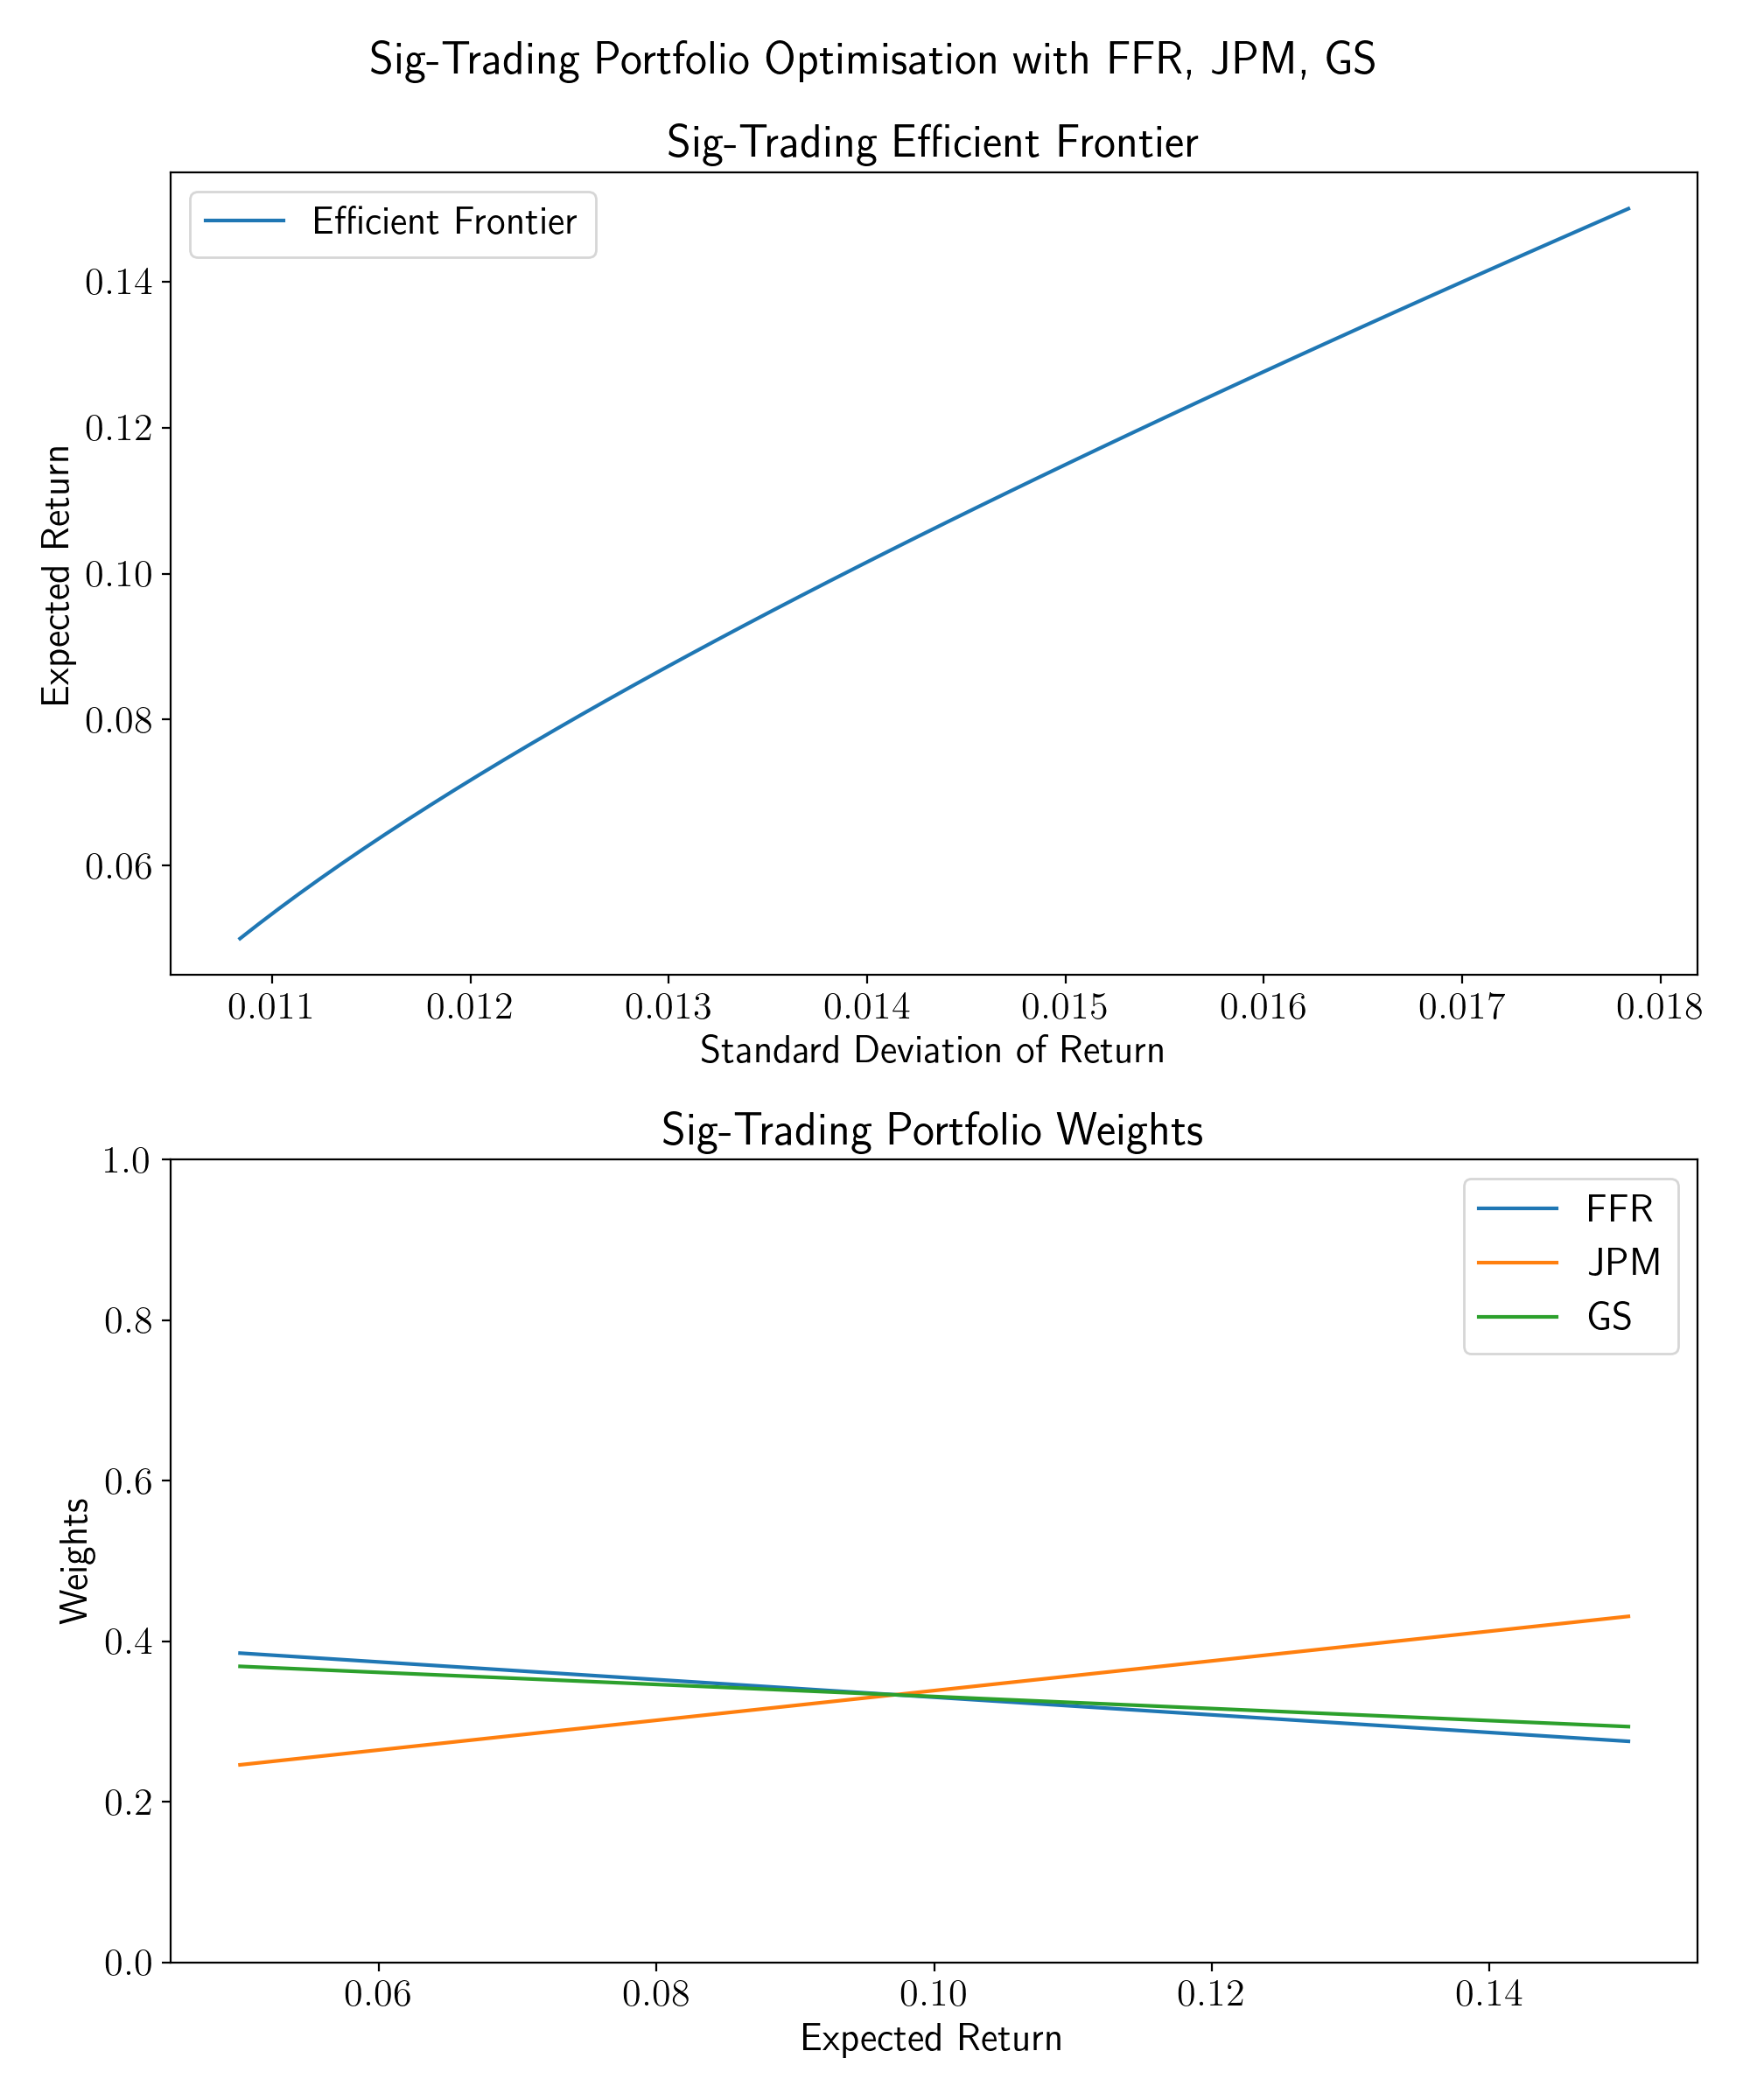 Sig-Trading Portfolio Optimisation with FFR, JPM, GS
Sig-Trading Efficient Frontier
Efficient Frontier
Expected Return
0.14
0.12
0.10
0.08
0.06
0.011 0.012 0.013 0.014 0.015 0.016 0.017 0.018
Standard Deviation of Return
Sig-Trading Portfolio Weights
FFR
JPM
GS
Weights
1.0
0.8
0.6
0.4
0.2
0.0
0.06 0.08 0.10 0.12 0.14
Expected Return